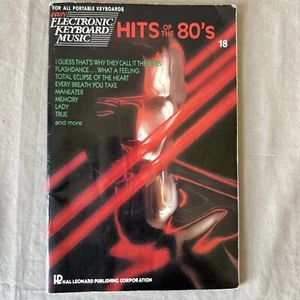 FOR ALL PORTABLE KEYBOARDS
easy
ELECTRONIC
KEYBOARD
MUSIC
HITS OF THE 80's
18
I GUESS THAT'S WHY THEY CALL IT THE BLUES
FLASHDANCE . . . WHAT A FEELING
TOTAL ECLIPSE OF THE HEART
EVERY BREATH YOU TAKE
MANEATER
MEMORY
LADY
TRUE
and more
HAL LEONARD PUBLISHING CORPORATION